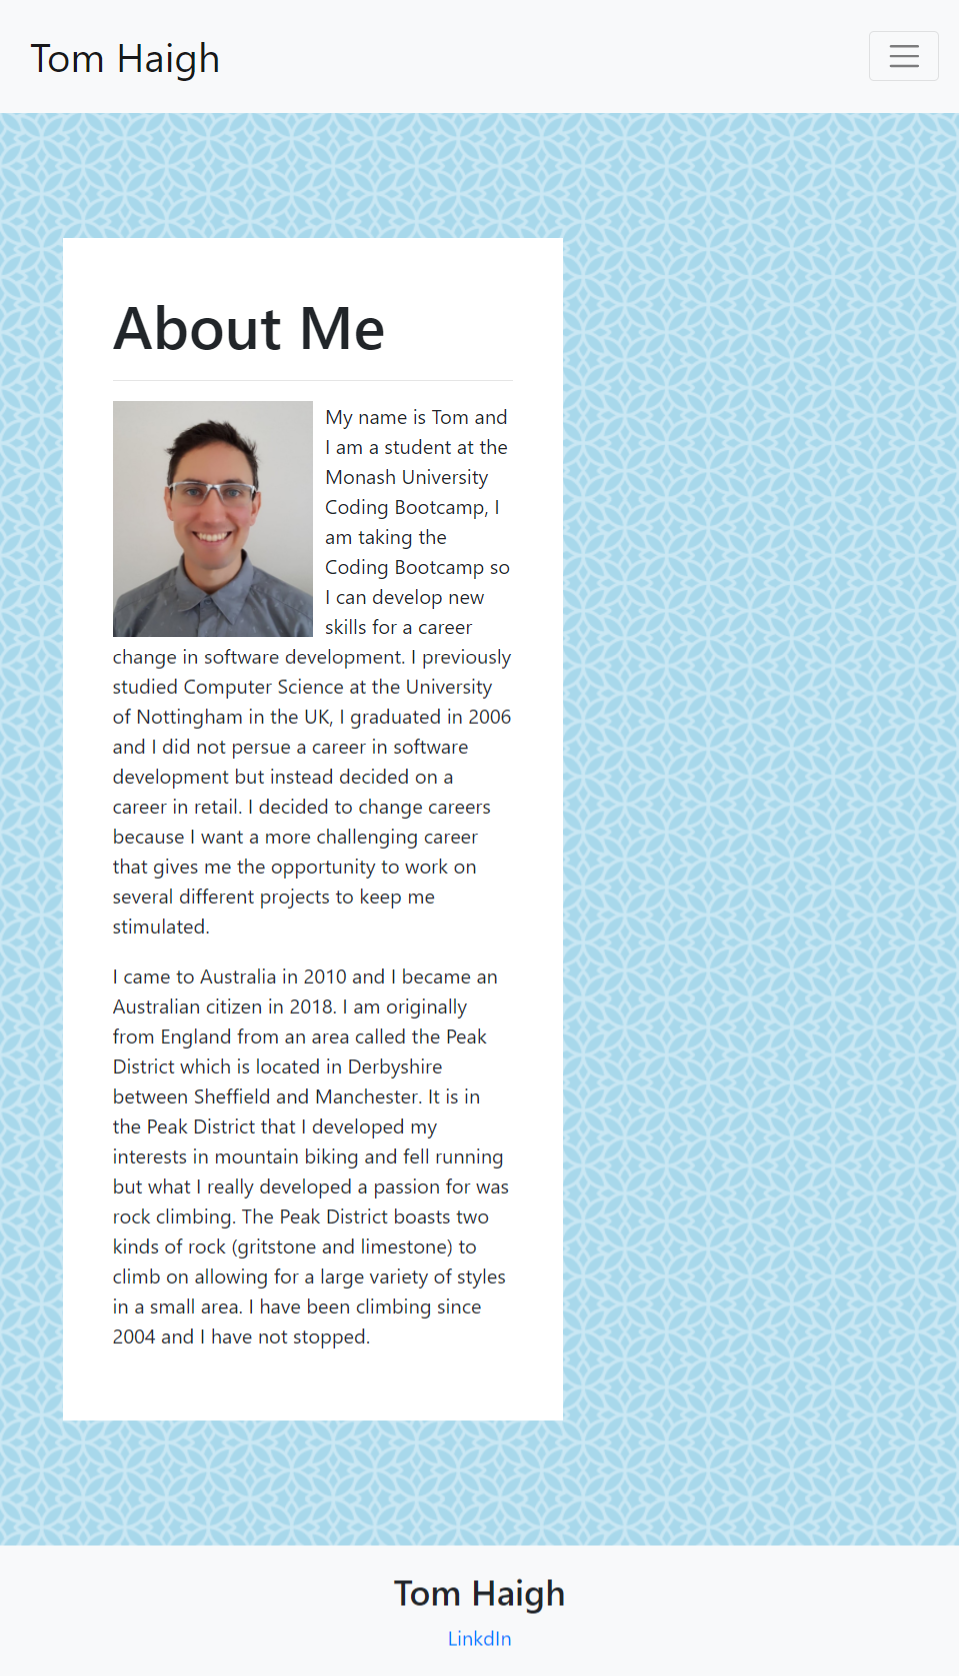 Tom Haigh
About Me
My name is Tom and
I am a student at the
Monash University
Coding Bootcamp, I
am taking the
Coding Bootcamp so
I can develop new
skills for a career
change in software development. I previously
studied Computer Science at the University
of Nottingham in the UK, I graduated in 2006
and I did not persue a career in software
development but instead decided on a
career in retail. I decided to change careers
because I want a more challenging career
that gives me the opportunity to work on
several different projects to keep me
stimulated.
I came to Australia in 2010 and I became an
Australian citizen in 2018. I am originally
from England from an area called the Peak
District which is located in Derbyshire
between Sheffield and Manchester. It is in
the Peak District that I developed my
interests in mountain biking and fell running
but what I really developed a passion for was
rock climbing. The Peak District boasts two
kinds of rock (gritstone and limestone) to
climb on allowing for a large variety of styles
in a small area. I have been climbing since
2004 and I have not stopped.
Tom Haigh
LinkdIn